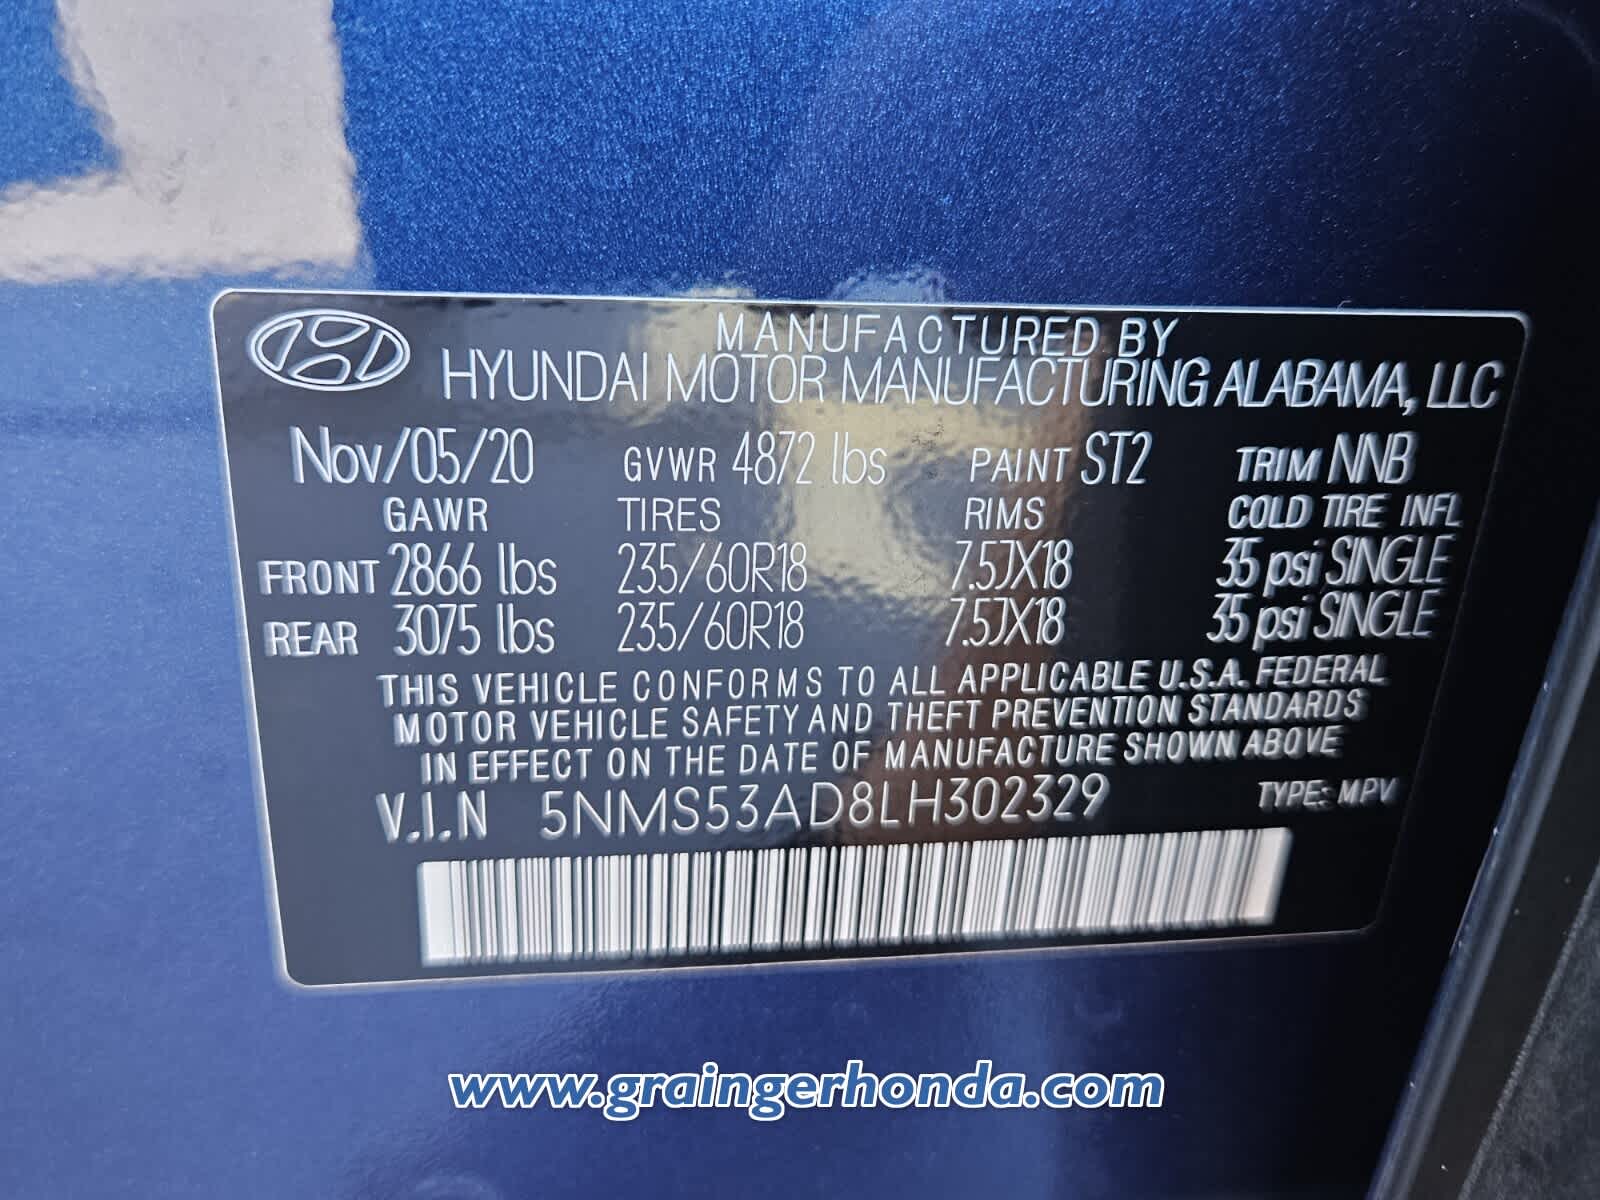 MANUFACTURED BY
HYUNDAI MOTOR MANUFACTURING ALABAMA, LLC
Nov/05/20 GVWR 4872 lbs PAINT ST2 TRIM NNB
GAWR TIRES RIMS COLD TIRE INFL
FRONT 2866 lbs 235/60R18 7.5JX18 35 psi SINGLE
REAR 3075 lbs 235/60R18 7.5JX18 35 psi SINGLE
THIS VEHICLE CONFORMS TO ALL APPLICABLE U.S.A. FEDERAL
MOTOR VEHICLE SAFETY AND THEFT PREVENTION STANDARDS
IN EFFECT ON THE DATE OF MANUFACTURE SHOWN ABOVE
V.I.N 5NMS53AD8LH302329 TYPE: MPV
www.graingerhonda.com